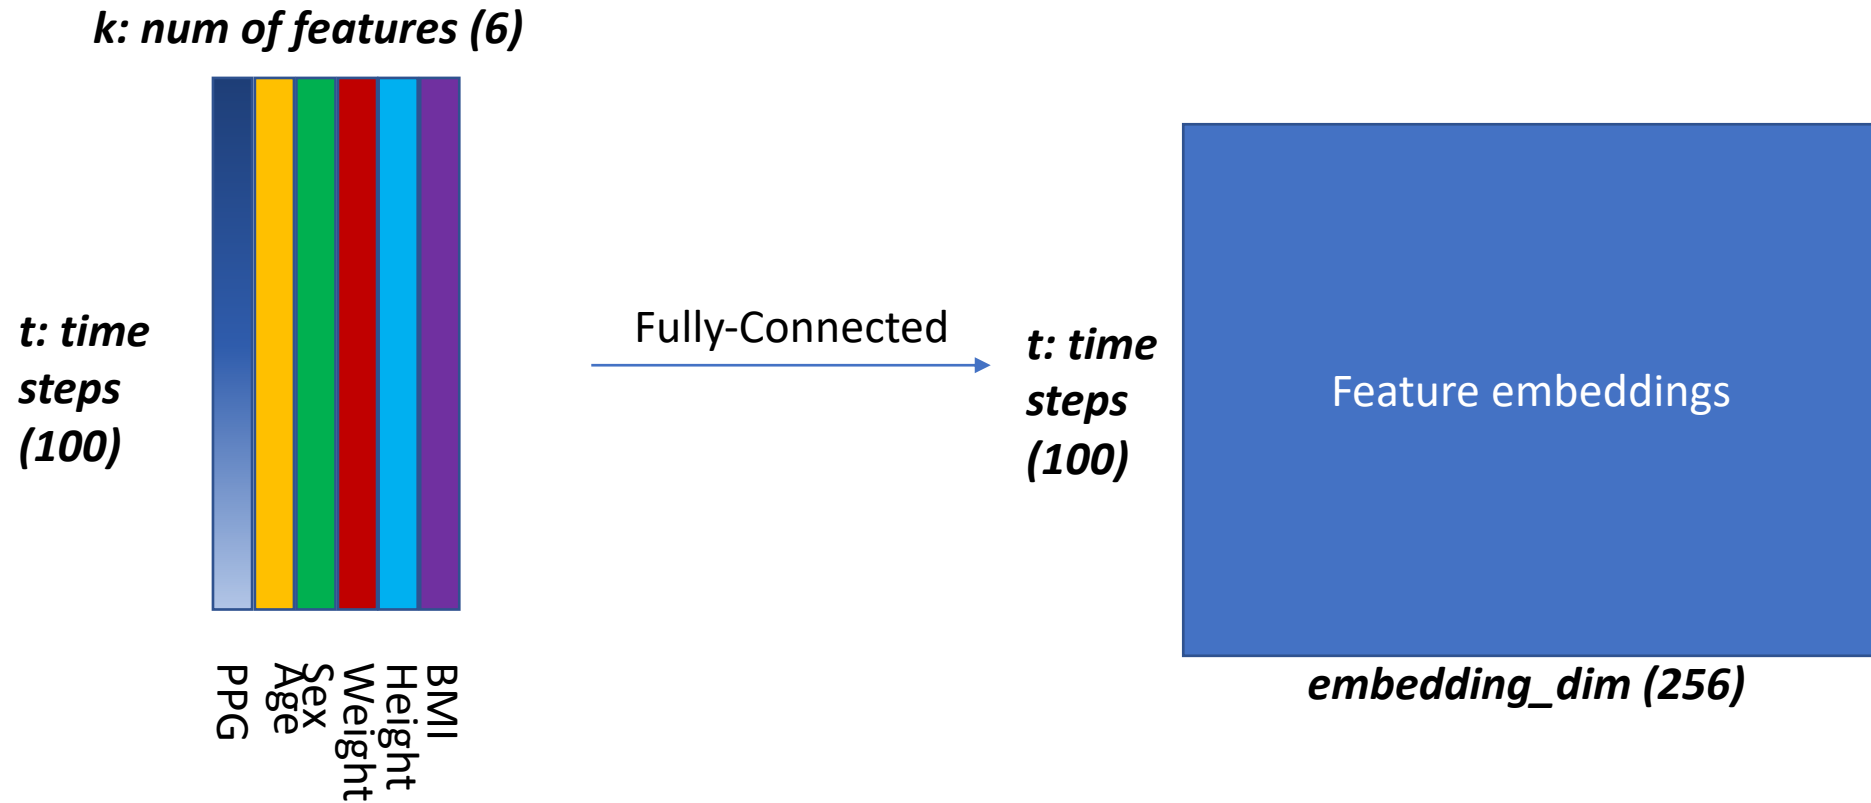 k: num of features (6)
t: time
steps
(100)
Fully-Connected
t: time
steps
(100)
Feature embeddings
PPG
Age
Sex
Weight
Height
BMI
embedding_dim (256)